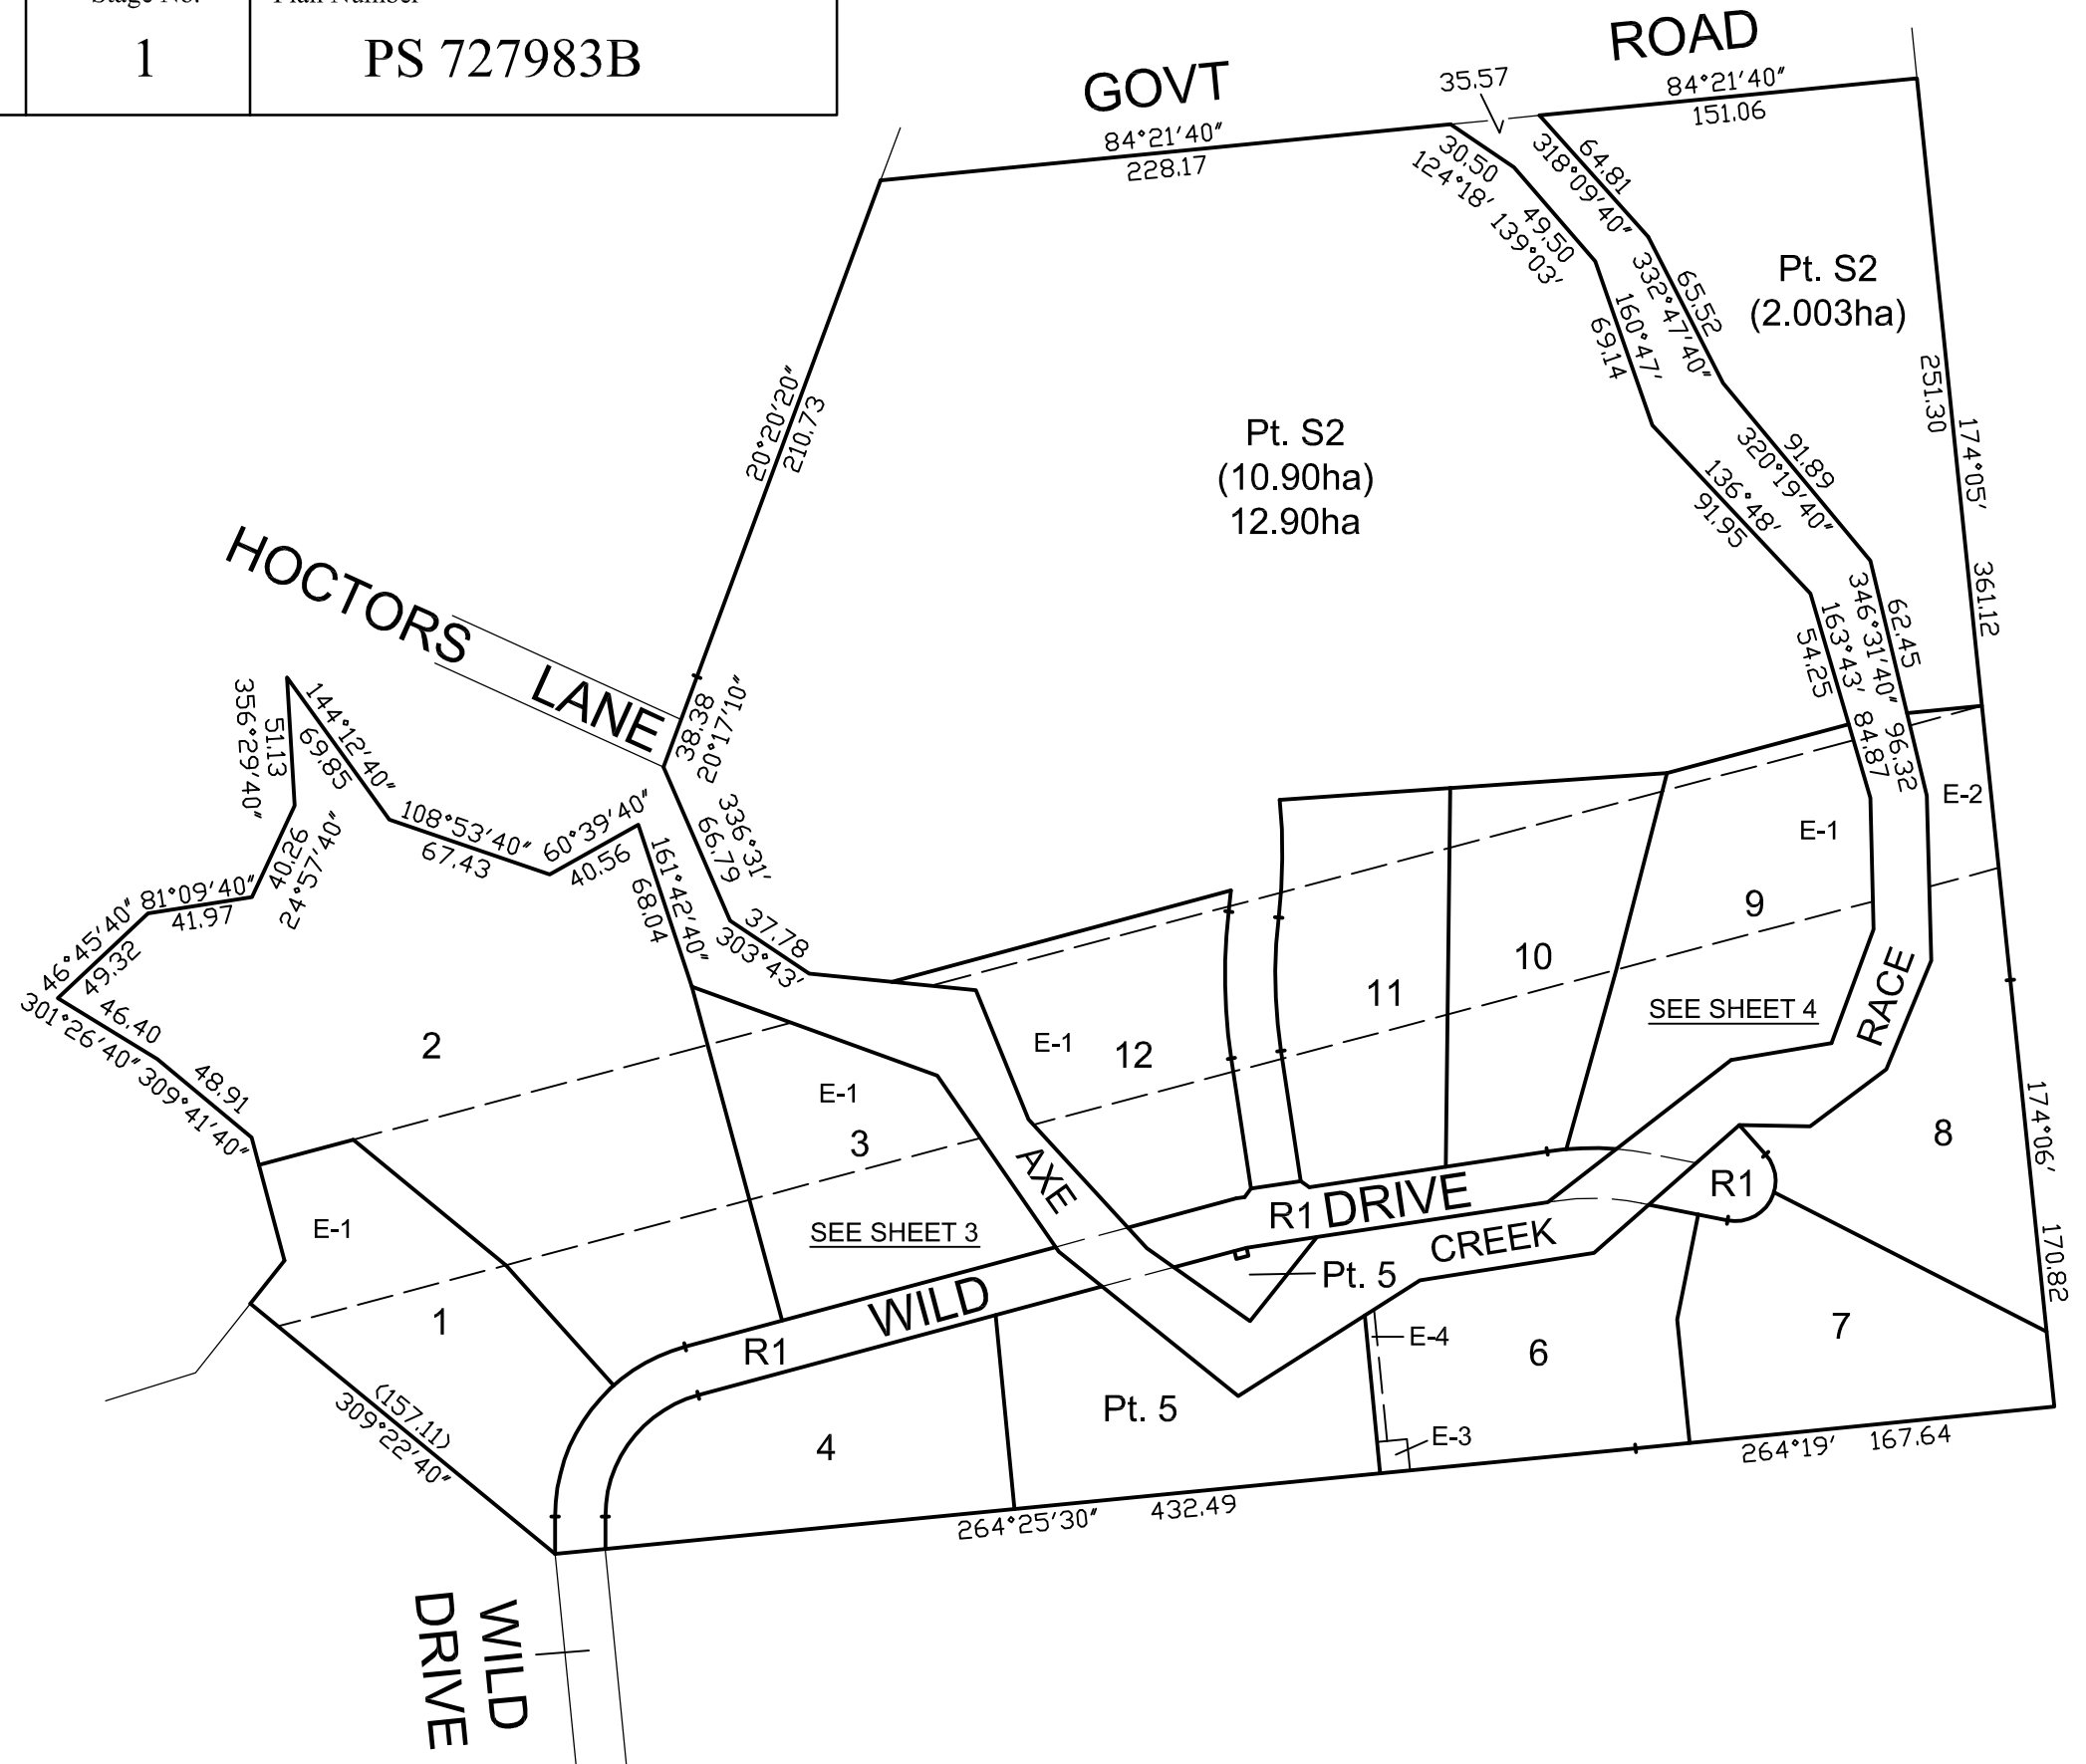 Stage No.
Plan Number
1
PS 727983B
GOVT
ROAD
35.57
84°21'40"
151.06
84°21'40"
228.17
30.50
124°18'
64.81
318°09'40"
49.50
139°03'
65.52
332°47'40"
Pt. S2
(2.003ha)
160°47'
69.14
251.30
174°05'
361.12
20°20'20"
210.73
Pt. S2
(10.90ha)
12.90ha
91.89
320°19'40"
136°48'
91.95
HOCTORS LANE
62.45
346°31'40"
163°43'
54.25
38.38
20°17'10"
96.32
84.87
356°29'40"
51.13
144°12'40"
69.85
E-2
E-1
108°53'40"
67.43
60°39'40"
40.56
336°31'
66.79
40.26
24°57'40"
81°09'40"
41.97
161°42'40"
68.04
37.78
303°43'
46°45'40"
49.32
46.40
301°26'40"
48.91
309°41'40"
2
9
10
11
SEE SHEET 4
RACE
E-1
12
E-1
3
AXE
8
174°06'
170.82
E-1
SEE SHEET 3
R1
DRIVE
R1
CREEK
Pt. 5
1
WILD
R1
E-4
6
7
(157.11)
309°22'40"
4
Pt. 5
E-3
264°19'
167.64
264°25'30"
432.49
WILD
DRIVE